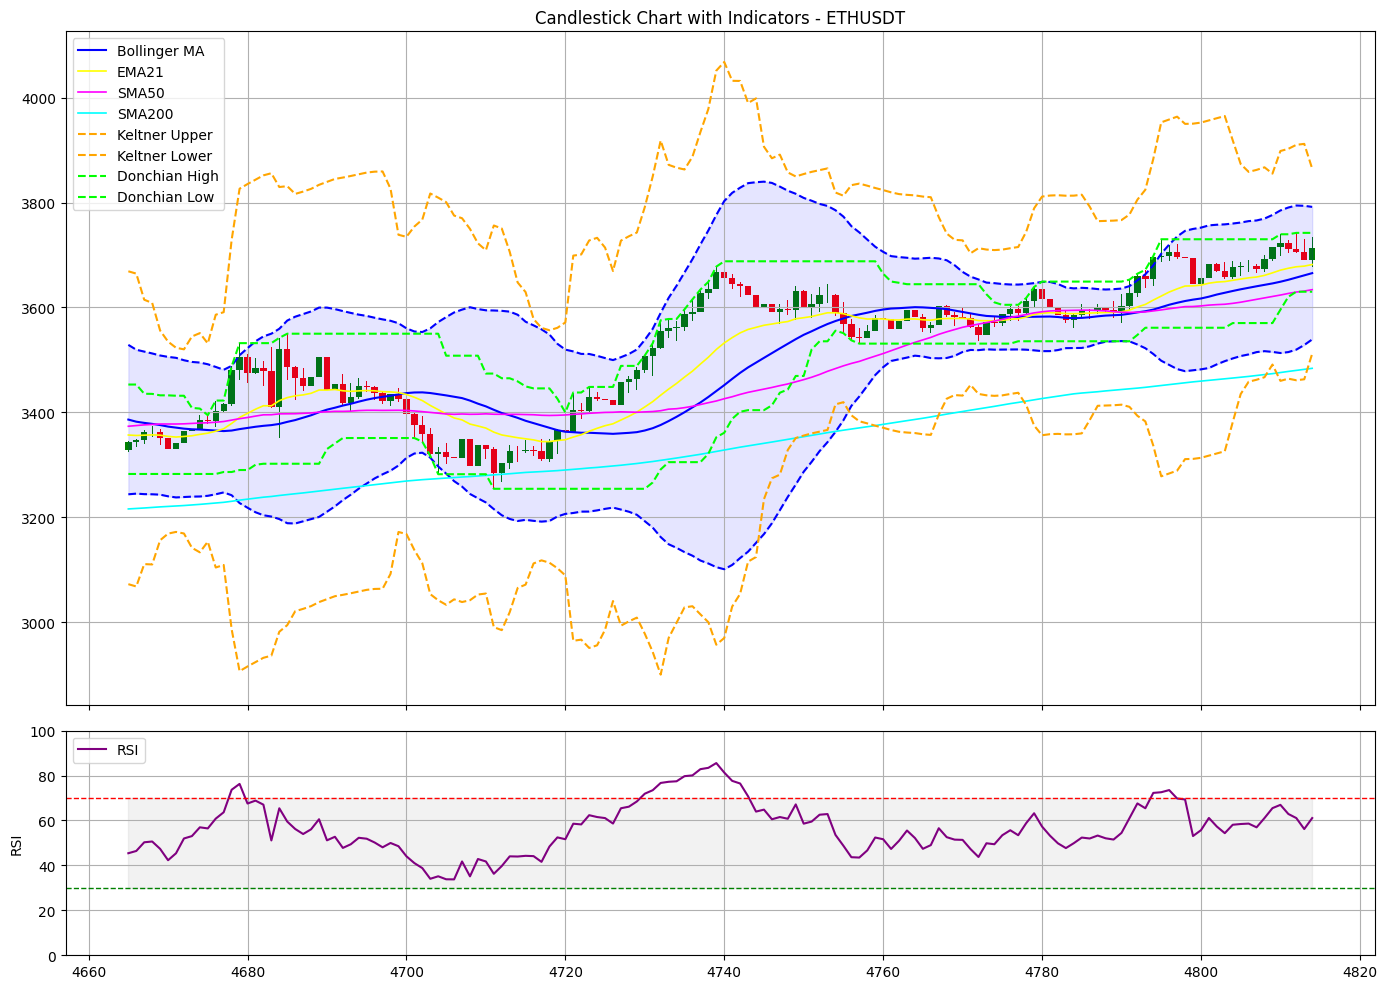 Candlestick Chart with Indicators - ETHUSDT
Bollinger MA
EMA21
SMA50
SMA200
Keltner Upper
Keltner Lower
Donchian High
Donchian Low
4000
3800
3600
3400
3200
3000
RSI
100
80
60
40
20
0
RSI
4660 4680 4700 4720 4740 4760 4780 4800 4820